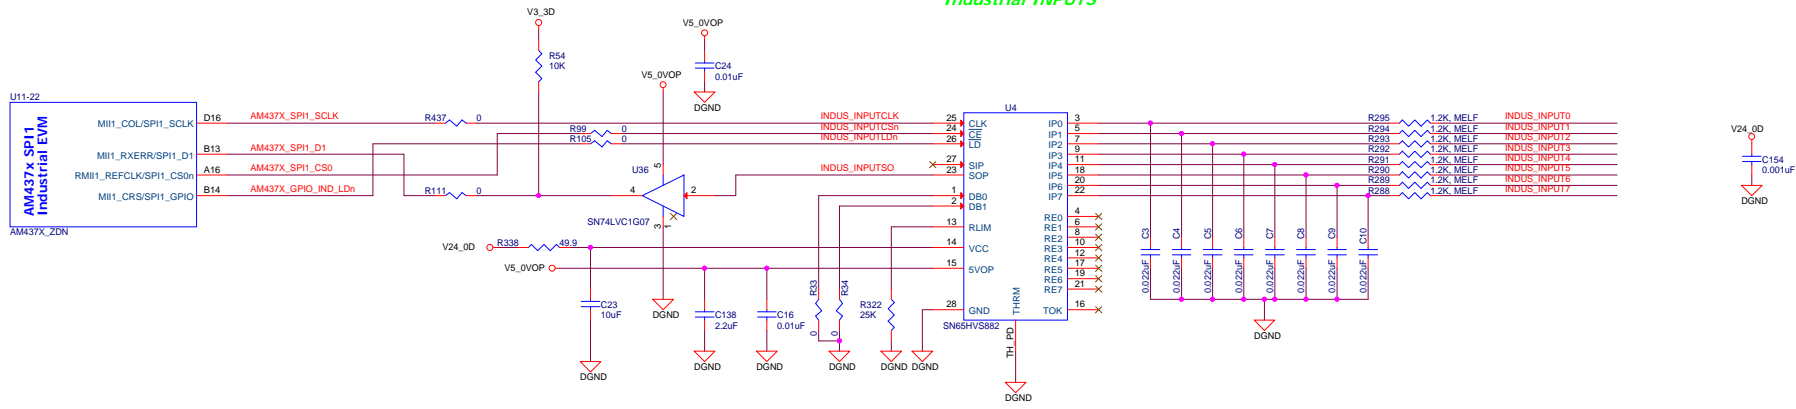 Industrial INPUTS
V3_3D
V5_0VOP
R54
10K
C24
0.01uF
DGND
V5_0VOP
U11-22
AM437x SPI1
Industrial EVM
MII1_COL/SPI1_SCLK
D16
MII1_RXERR/SPI1_D1
B13
RMII1_REFCLK/SPI1_CS0n
A16
MII1_CRS/SPI1_GPIO
B14
AM437X_ZDN
AM437X_SPI1_SCLK
AM437X_SPI1_D1
AM437X_SPI1_CS0
AM437X_GPIO_IND_LDn
R437
0
R99
0
R105
0
R111
0
U36
5
4
2
3
1
SN74LVC1G07
DGND
INDUS_INPUTCLK
INDUS_INPUTCSn
INDUS_INPUTLDn
INDUS_INPUTSO
V24_0D
R338
49.9
V5_0VOP
C23
10uF
DGND
C138
2.2uF
DGND
C16
0.01uF
DGND
R33
0
R34
0
DGND
R322
25K
DGND
DGND
U4
25
CLK
24
CE
26
LD
27
SIP
23
SOP
1
DB0
2
DB1
13
RLIM
14
VCC
15
5VOP
28
GND
SN65HVS882
THRM
TH_PD
DGND
IP0
3
IP1
5
IP2
7
IP3
9
IP4
11
IP5
18
IP6
20
IP7
22
RE0
4
RE1
6
RE2
8
RE3
10
RE4
12
RE5
17
RE6
19
RE7
21
TOK
16
C3
0.022uF
C4
0.022uF
C5
0.022uF
C6
0.022uF
C7
0.022uF
C8
0.022uF
C9
0.022uF
C10
0.022uF
DGND
R295
1.2K, MELF
INDUS_INPUT0
R294
1.2K, MELF
INDUS_INPUT1
R293
1.2K, MELF
INDUS_INPUT2
R292
1.2K, MELF
INDUS_INPUT3
R291
1.2K, MELF
INDUS_INPUT4
R290
1.2K, MELF
INDUS_INPUT5
R289
1.2K, MELF
INDUS_INPUT6
R288
1.2K, MELF
INDUS_INPUT7
V24_0D
C154
0.001uF
DGND